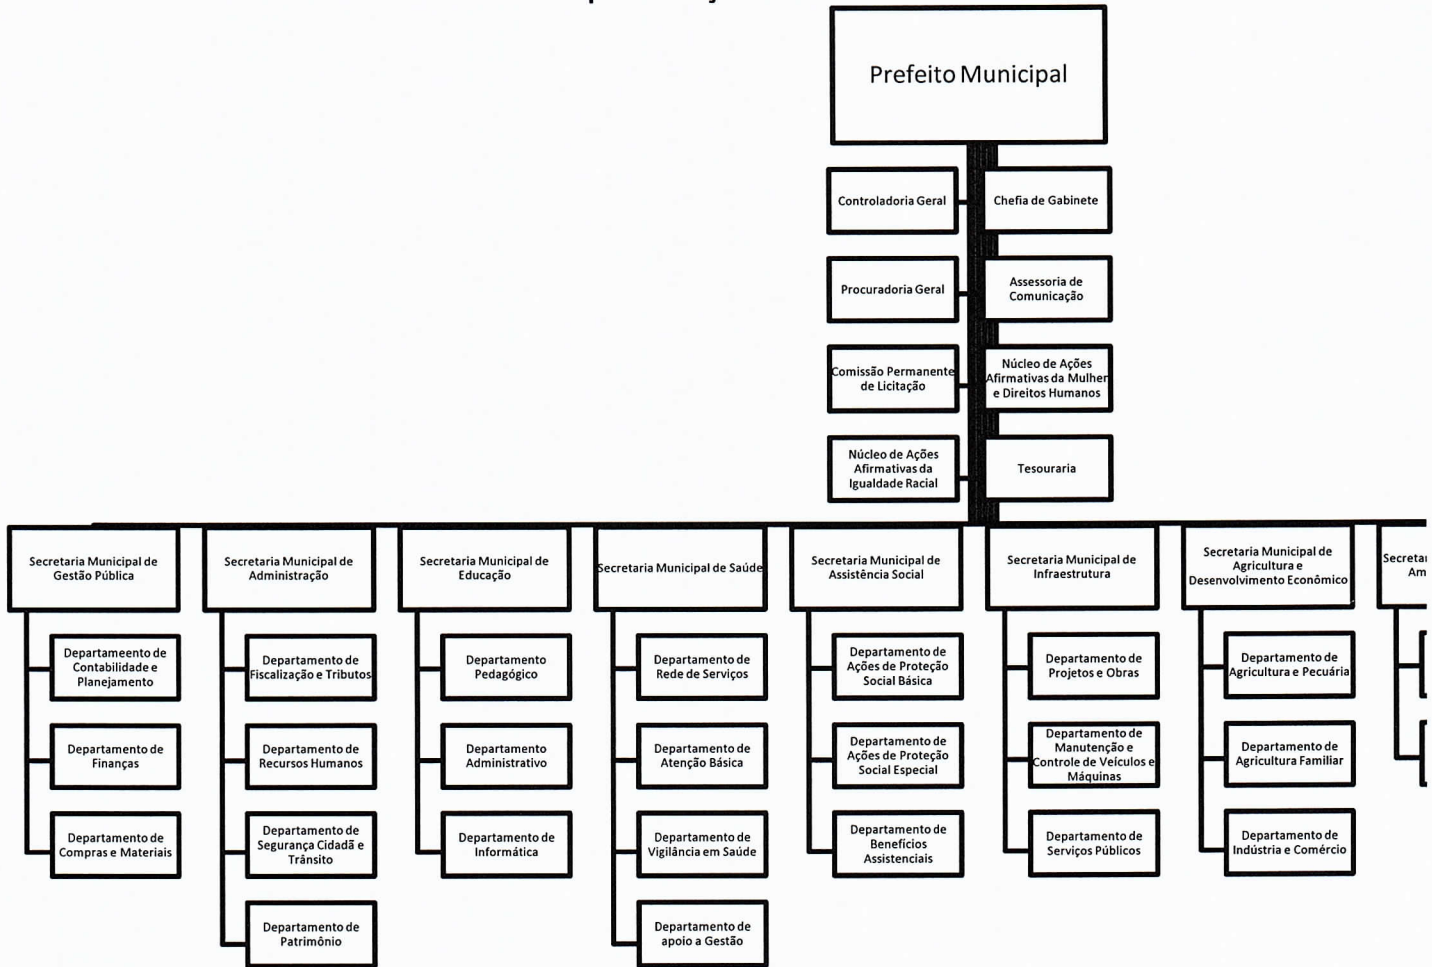 Prefeito Municipal
Controladoria Geral
Chefia de Gabinete
Procuradoria Geral
Assessoria de
Comunicação
Comissão Permanente
de Licitação
Núcleo de Ações
Afirmativas da Mulher
e Direitos Humanos
Núcleo de Ações
Afirmativas da
Igualdade Racial
Tesouraria
Secretaria Municipal de
Gestão Pública
Departameento de
Contabilidade e
Planejamento
Departamento de
Finanças
Departamento de
Compras e Materiais
Secretaria Municipal de
Administração
Departamento de
Fiscalização e Tributos
Departamento de
Recursos Humanos
Departamento de
Segurança Cidadã e
Trânsito
Departamento de
Patrimônio
Secretaria Municipal de
Educação
Departamento
Pedagógico
Departamento
Administrativo
Departamento de
Informática
Secretaria Municipal de Saúde
Departamento de
Rede de Serviços
Departamento de
Atenção Básica
Departamento de
Vigilância em Saúde
Departamento de
apoio a Gestão
Secretaria Municipal de
Assistência Social
Departamento de
Ações de Proteção
Social Básica
Departamento de
Ações de Proteção
Social Especial
Departamento de
Benefícios
Assistenciais
Secretaria Municipal de
Infraestrutura
Departamento de
Projetos e Obras
Departamento de
Manutenção e
Controle de Veículos e
Máquinas
Departamento de
Serviços Públicos
Secretaria Municipal de
Agricultura e
Desenvolvimento Econômico
Departamento de
Agricultura e Pecuária
Departamento de
Agricultura Familiar
Departamento de
Indústria e Comércio
Secretar
Am